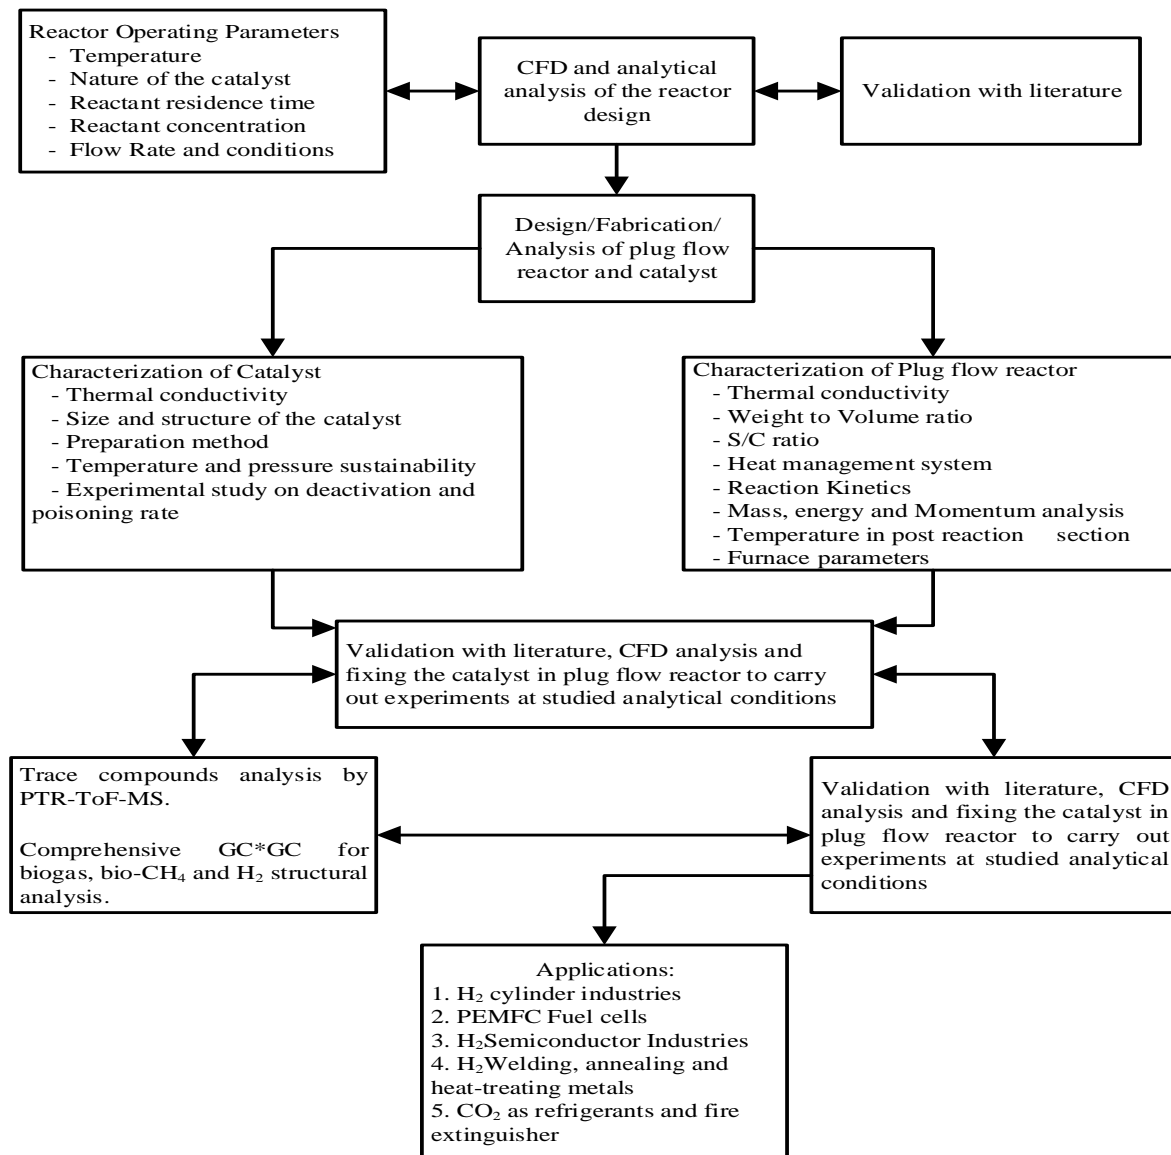 Reactor Operating Parameters
- Temperature
- Nature of the catalyst
- Reactant residence time
- Reactant concentration
- Flow Rate and conditions
CFD and analytical
analysis of the reactor
design
Validation with literature
Design/Fabrication/
Analysis of plug flow
reactor and catalyst
Characterization of Catalyst
- Thermal conductivity
- Size and structure of the catalyst
- Preparation method
- Temperature and pressure sustainability
- Experimental study on deactivation and
poisoning rate
Characterization of Plug flow reactor
- Thermal conductivity
- Weight to Volume ratio
- S/C ratio
- Heat management system
- Reaction Kinetics
- Mass, energy and Momentum analysis
- Temperature in post reaction section
- Furnace parameters
Validation with literature, CFD analysis and
fixing the catalyst in plug flow reactor to carry
out experiments at studied analytical conditions
Trace compounds analysis by
PTR-ToF-MS.
Comprehensive GC*GC for
biogas, bio-CH₄ and H₂ structural
analysis.
Validation with literature, CFD
analysis and fixing the catalyst in
plug flow reactor to carry out
experiments at studied analytical
conditions
Applications:
1. H₂ cylinder industries
2. PEMFC Fuel cells
3. H₂Semiconductor Industries
4. H₂Welding, annealing and
heat-treating metals
5. CO₂ as refrigerants and fire
extinguisher